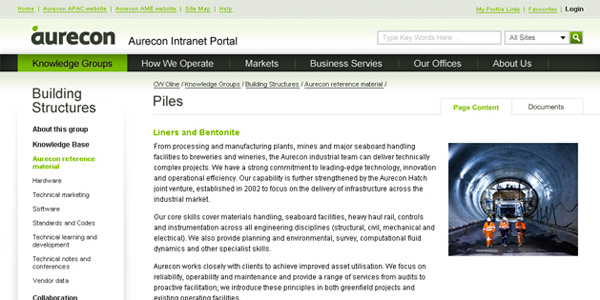 Home | Aurecon APAC website | Aurecon AME website | Site Map | Help
My Profile Links | Favourites | Login
aurecon Aurecon Intranet Portal
Type Key Words Here... All Sites
Knowledge Groups How We Operate Markets Business Servies Our Offices About Us
Building
Structures
About this group
Knowledge Base
Aurecon reference
material
Hardware
Technical marketing
Software
Standards and Codes
Technical learning and
development
Technical notes and
conferences
Vendor data
Collaboration
CW Oline / Knowledge Groups / Building Structures / Aurecon reference material /
Piles
Page Content Documents
Liners and Bentonite
From processing and manufacturing plants, mines and major seaboard handling
facilities to breweries and wineries, the Aurecon industrial team can deliver technically
complex projects. We have a strong commitment to leading-edge technology, innovation
and operational efficiency. Our capability is further strengthened by the Aurecon Hatch
joint venture, established in 2002 to focus on the delivery of infrastructure across the
industrial market.
Our core skills cover materials handling, seaboard facilities, heavy haul rail, controls
and instrumentation across all engineering disciplines (structural, civil, mechanical and
electrical). We also provide planning and environmental, survey, computational fluid
dynamics and other specialist skills.
Aurecon works closely with clients to achieve improved asset utilisation. We focus on
reliability, operability and maintenance and provide a range of services from audits to
proactive facilitation; we introduce these principles in both greenfield projects and
existing operating facilities.